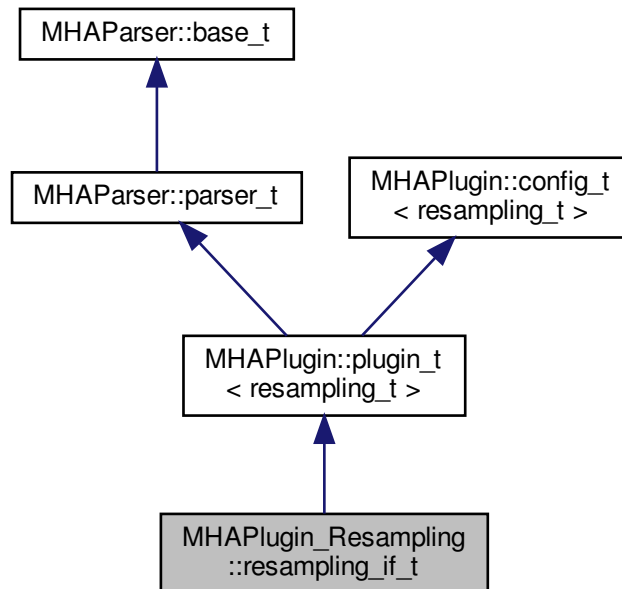 MHAParser::base_t
MHAParser::parser_t
MHAPlugin::config_t
< resampling_t >
MHAPlugin::plugin_t
< resampling_t >
MHAPlugin_Resampling
::resampling_if_t